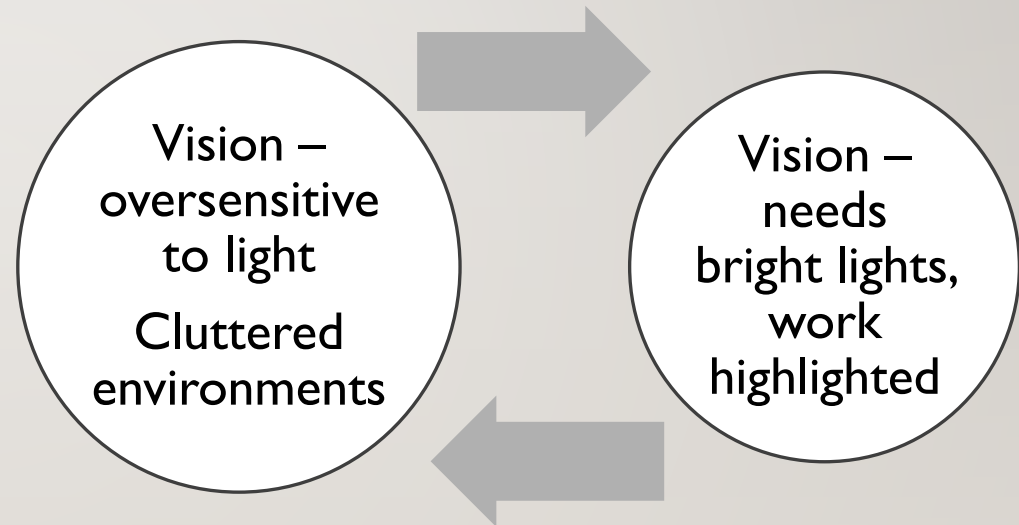 Vision –
oversensitive
to light
Cluttered
environments
Vision –
needs
bright lights,
work
highlighted